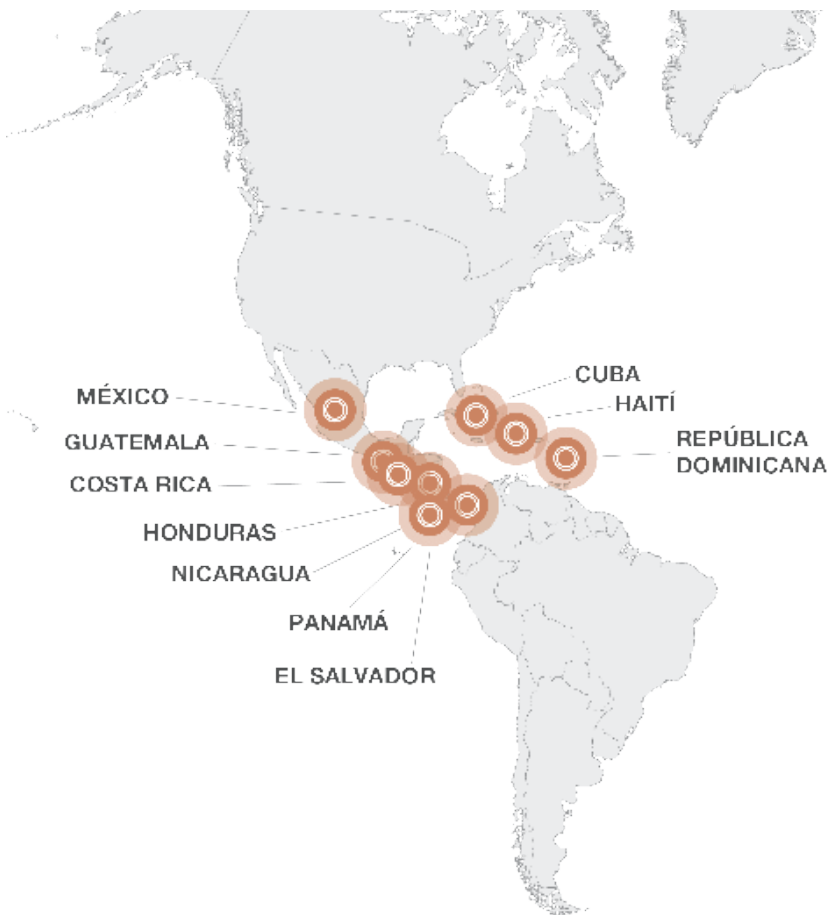 CUBA
MÉXICO
HAITÍ
GUATEMALA
REPÚBLICA
DOMINICANA
COSTA RICA
HONDURAS
NICARAGUA
PANAMÁ
EL SALVADOR